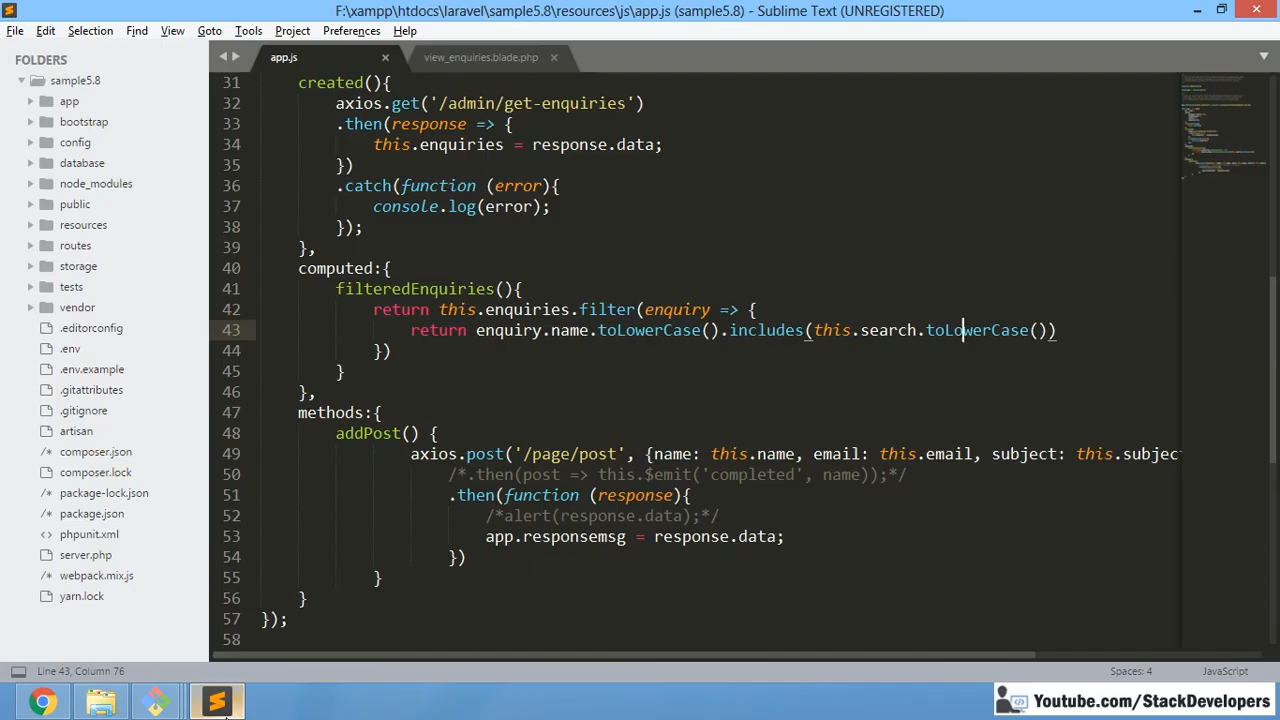 F:\xampp\htdocs\laravel\sample5.8\resources\js\app.js (sample5.8) - Sublime Text (UNREGISTERED)
File Edit Selection Find View Goto Tools Project Preferences Help
FOLDERS
sample5.8
app
bootstrap
config
database
node_modules
public
resources
routes
storage
tests
vendor
.editorconfig
.env
.env.example
.gitattributes
.gitignore
artisan
composer.json
composer.lock
package-lock.json
package.json
phpunit.xml
server.php
webpack.mix.js
yarn.lock
app.js view_enquiries.blade.php
31 created(){
32 axios.get('/admin/get-enquiries')
33 .then(response => {
34 this.enquiries = response.data;
35 })
36 .catch(function (error){
37 console.log(error);
38 });
39 },
40 computed:{
41 filteredEnquiries(){
42 return this.enquiries.filter(enquiry => {
43 return enquiry.name.toLowerCase().includes(this.search.toLowerCase())
44 })
45 }
46 },
47 methods:{
48 addPost() {
49 axios.post('/page/post', {name: this.name, email: this.email, subject: this.subjec
50 /*.then(post => this.$emit('completed', name));*/
51 .then(function (response){
52 /*alert(response.data);*/
53 app.responsemsg = response.data;
54 })
55 }
56 }
57 });
58
Line 43, Column 76 Spaces: 4 JavaScript
Youtube.com/StackDevelopers